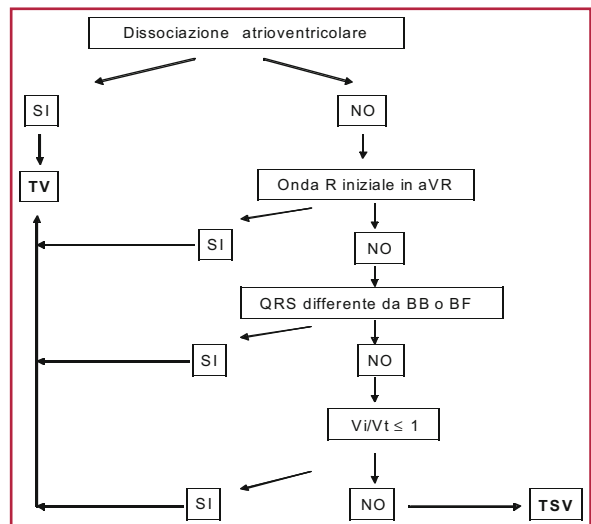 Dissociazione atrioventricolare
SI
NO
TV
Onda R iniziale in aVR
SI
NO
QRS differente da BB o BF
SI
NO
Vi/Vt ≤ 1
SI
NO
TSV